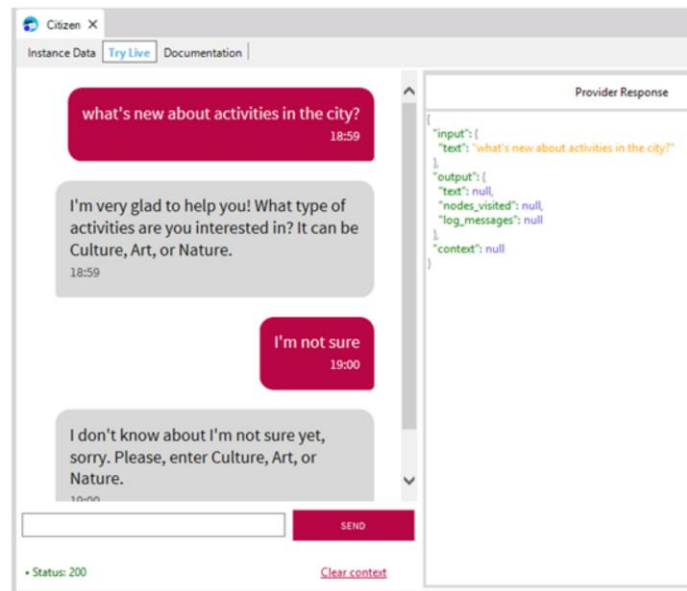 Citizen
Instance Data Try Live Documentation
what's new about activities in the city?
18:59
I'm very glad to help you! What type of
activities are you interested in? It can be
Culture, Art, or Nature.
18:59
I'm not sure
19:00
I don't know about I'm not sure yet,
sorry. Please, enter Culture, Art, or
Nature.
19:00
SEND
• Status: 200
Clear context
Provider Response
{
"input": {
"text": "what's new about activities in the city?"
},
"output": {
"text": null,
"nodes_visited": null,
"log_messages": null
},
"context": null
}